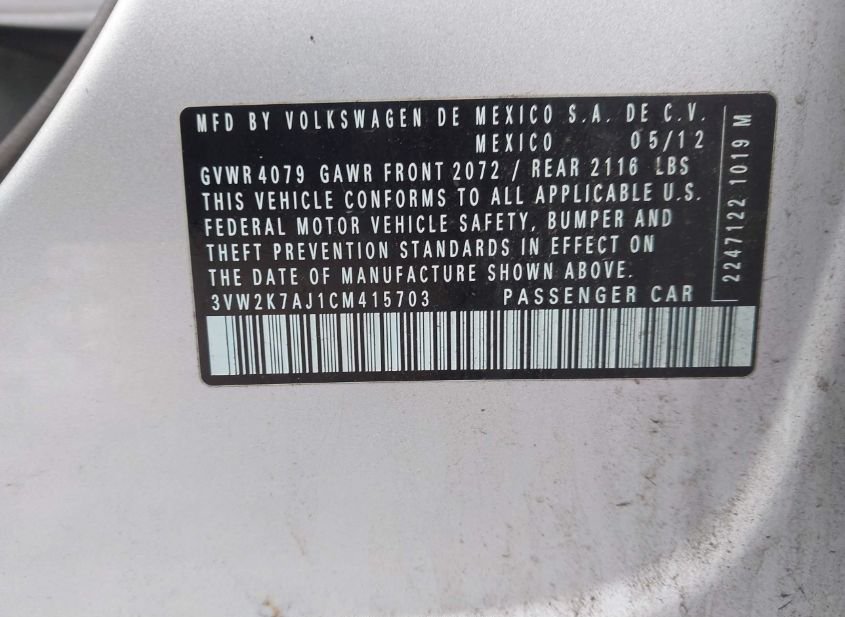 MFD BY VOLKSWAGEN DE MEXICO S.A. DE C.V.
MEXICO 05/12
GVWR 4079 GAWR FRONT 2072 / REAR 2116 LBS
THIS VEHICLE CONFORMS TO ALL APPLICABLE U.S.
FEDERAL MOTOR VEHICLE SAFETY, BUMPER AND
THEFT PREVENTION STANDARDS IN EFFECT ON
THE DATE OF MANUFACTURE SHOWN ABOVE.
3VW2K7AJ1CM415703 PASSENGER CAR
2247122 1019 M